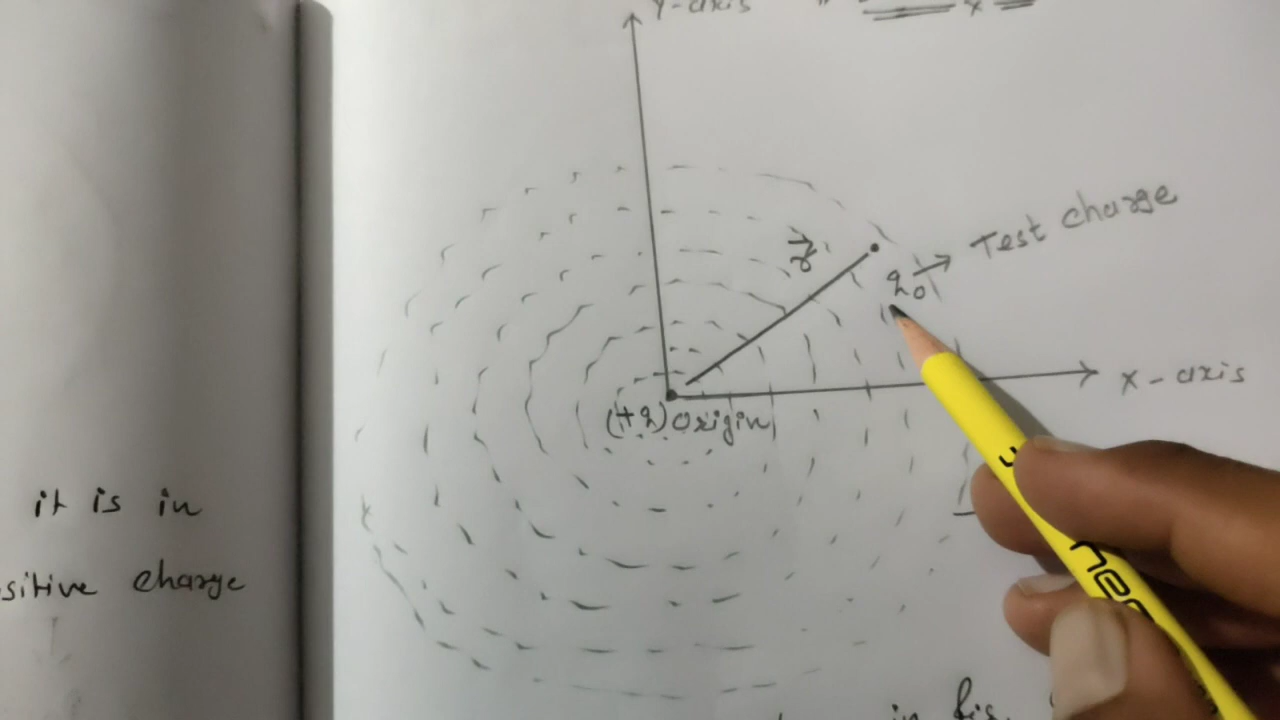 Y-axis
r
Test charge
q₀
X-axis
(+q) origin
it is in
sitive charge
in fig.